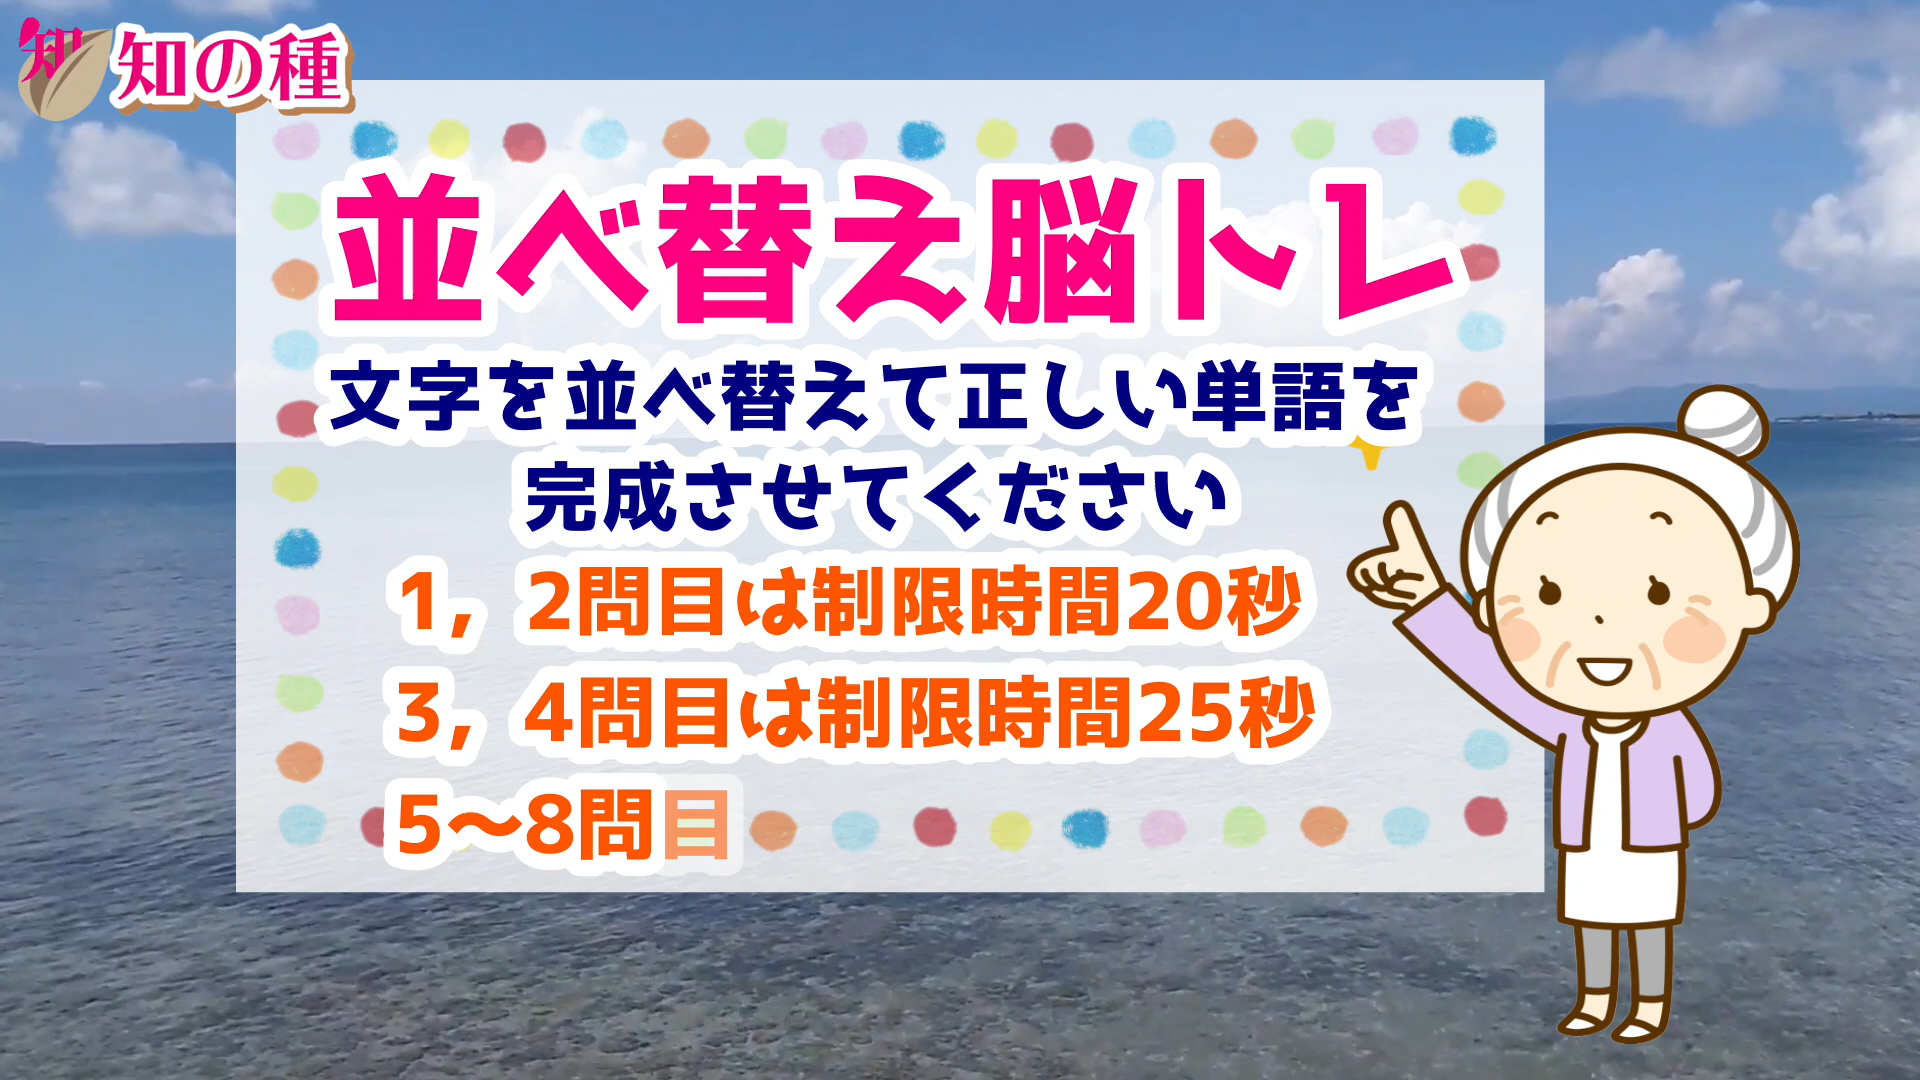 知の種
並べ替え脳トレ
文字を並べ替えて正しい単語を
完成させてください
1，2問目は制限時間20秒
3，4問目は制限時間25秒
5～8問目